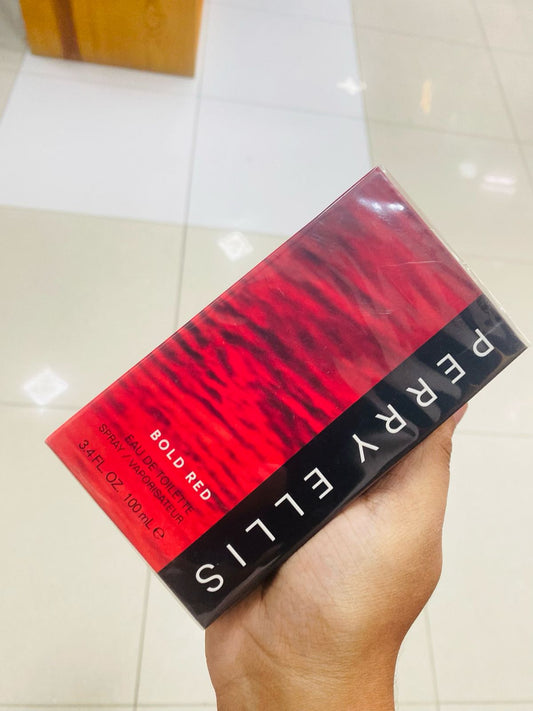 BOLD RED
EAU DE TOILETTE
SPRAY / VAPORISATEUR
3.4 FL. OZ. 100 mL ℮
PERRY ELLIS